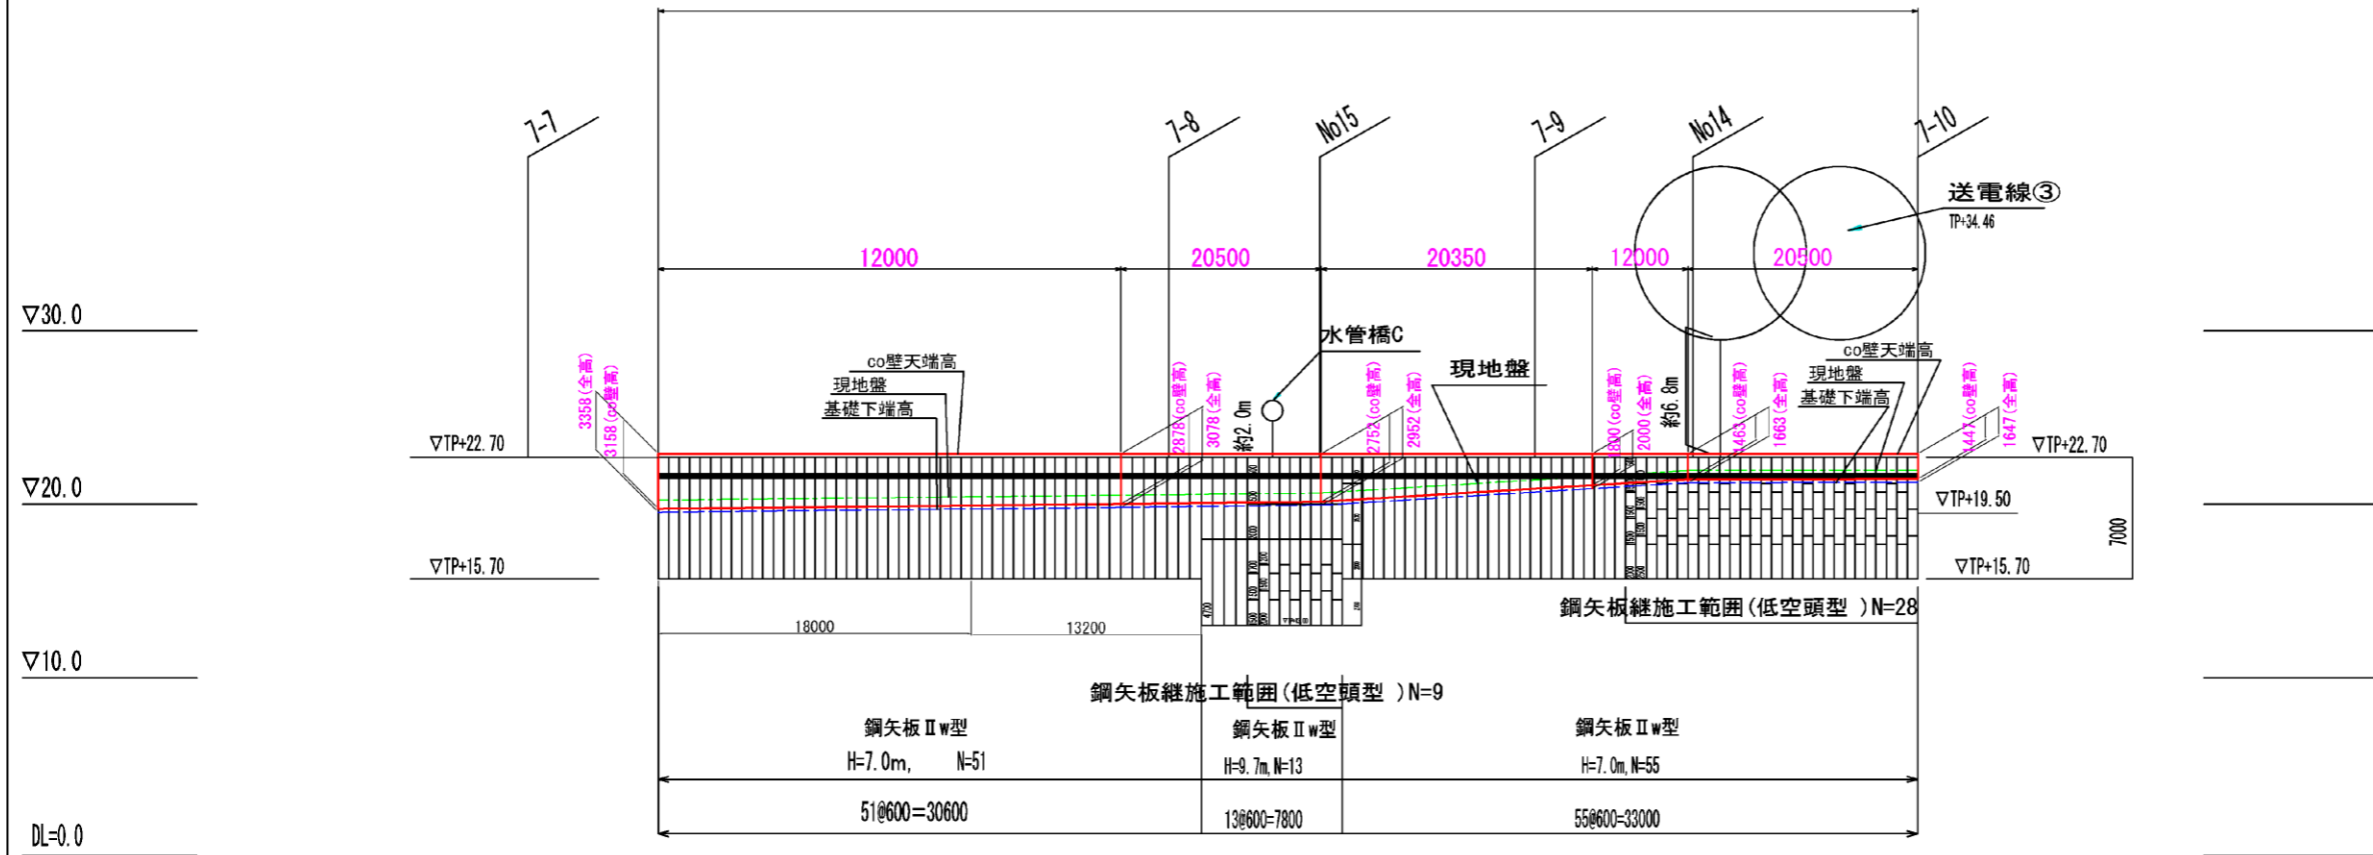 7-7
7-8
No15
7-9
No14
7-10
送電線③
TP+34.46
12000
20500
20350
12000
20500
▽30.0
水管橋C
co壁天端高
現地盤
基礎下端高
3358(全高)
3158(co壁高)
2878(co壁高)
3078(全高)
約2.0m
2752(co壁高)
2952(全高)
現地盤
1800(co壁高)
2000(全高)
約6.8m
1463(co壁高)
1663(全高)
co壁天端高
現地盤
基礎下端高
1447(co壁高)
1647(全高)
▽TP+22.70
▽TP+22.70
▽20.0
▽TP+19.50
7000
▽TP+15.70
▽TP+15.70
4700
鋼矢板継施工範囲(低空頭型 )N=28
18000
13200
▽10.0
鋼矢板継施工範囲(低空頭型 )N=9
鋼矢板Ⅱw型
H=7.0m, N=51
鋼矢板Ⅱw型
H=9.7m,N=13
鋼矢板Ⅱw型
H=7.0m,N=55
51@600=30600
13@600=7800
55@600=33000
DL=0.0